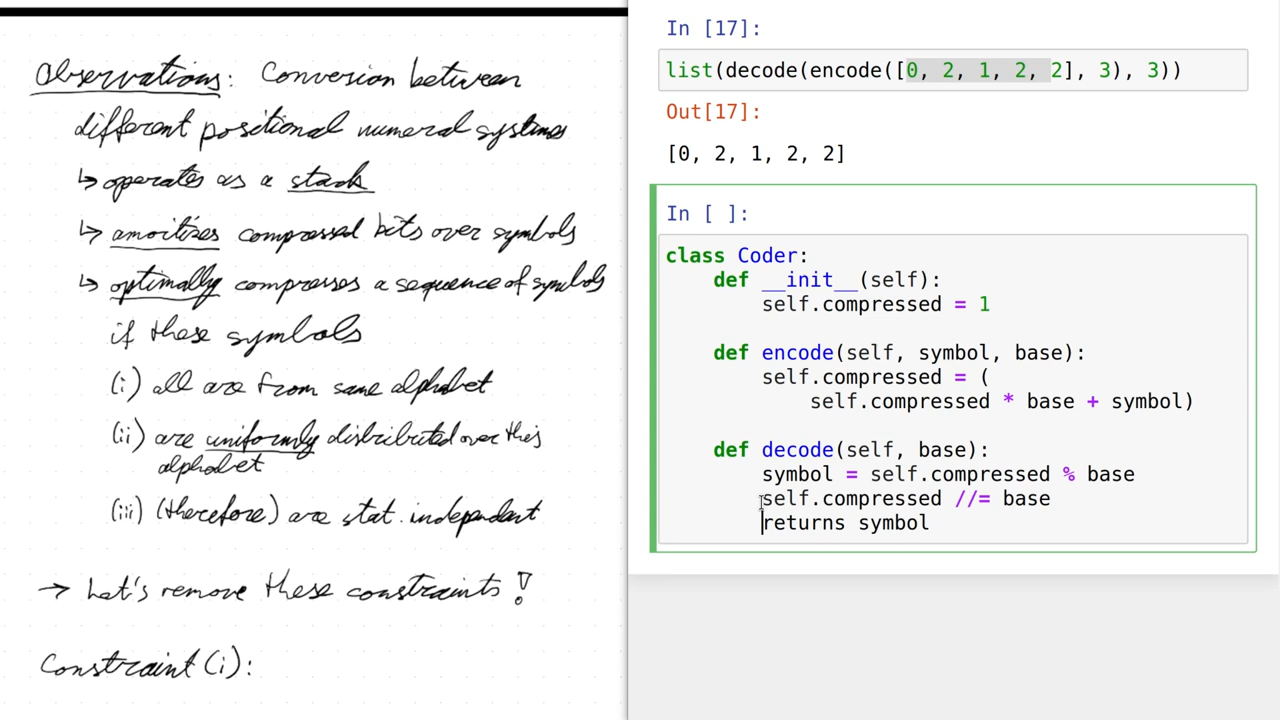 Observations: Conversion between
different positional numeral systems
↳ operates as a stack
↳ amortizes compressed bits over symbols
↳ optimally compresses a sequence of symbols
if these symbols
(i) all are from same alphabet
(ii) are uniformly distributed over this
alphabet
(iii) (therefore) are stat. independent
→ Let's remove these constraints!
Constraint (i):
In [17]:
list(decode(encode([0, 2, 1, 2, 2], 3), 3))
Out[17]:
[0, 2, 1, 2, 2]
In [ ]:
class Coder:
    def __init__(self):
        self.compressed = 1
    def encode(self, symbol, base):
        self.compressed = (
            self.compressed * base + symbol)
    def decode(self, base):
        symbol = self.compressed % base
        self.compressed //= base
        returns symbol